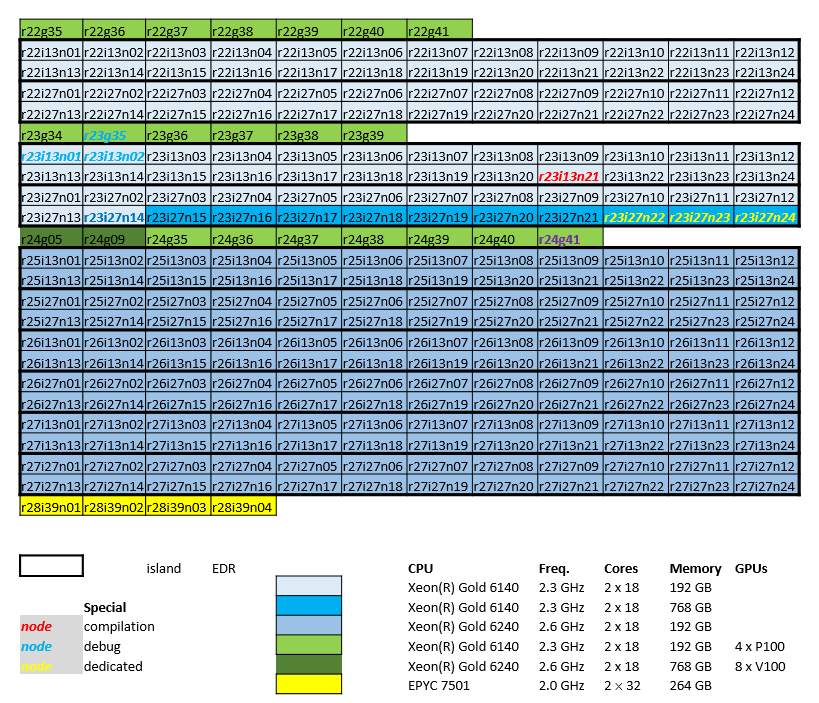 r22g35 r22g36 r22g37 r22g38 r22g39 r22g40 r22g41
r22i13n01 r22i13n02 r22i13n03 r22i13n04 r22i13n05 r22i13n06 r22i13n07 r22i13n08 r22i13n09 r22i13n10 r22i13n11 r22i13n12
r22i13n13 r22i13n14 r22i13n15 r22i13n16 r22i13n17 r22i13n18 r22i13n19 r22i13n20 r22i13n21 r22i13n22 r22i13n23 r22i13n24
r22i27n01 r22i27n02 r22i27n03 r22i27n04 r22i27n05 r22i27n06 r22i27n07 r22i27n08 r22i27n09 r22i27n10 r22i27n11 r22i27n12
r22i27n13 r22i27n14 r22i27n15 r22i27n16 r22i27n17 r22i27n18 r22i27n19 r22i27n20 r22i27n21 r22i27n22 r22i27n23 r22i27n24
r23g34 r23g35 r23g36 r23g37 r23g38 r23g39
r23i13n01 r23i13n02 r23i13n03 r23i13n04 r23i13n05 r23i13n06 r23i13n07 r23i13n08 r23i13n09 r23i13n10 r23i13n11 r23i13n12
r23i13n13 r23i13n14 r23i13n15 r23i13n16 r23i13n17 r23i13n18 r23i13n19 r23i13n20 r23i13n21 r23i13n22 r23i13n23 r23i13n24
r23i27n01 r23i27n02 r23i27n03 r23i27n04 r23i27n05 r23i27n06 r23i27n07 r23i27n08 r23i27n09 r23i27n10 r23i27n11 r23i27n12
r23i27n13 r23i27n14 r23i27n15 r23i27n16 r23i27n17 r23i27n18 r23i27n19 r23i27n20 r23i27n21 r23i27n22 r23i27n23 r23i27n24
r24g05 r24g09 r24g35 r24g36 r24g37 r24g38 r24g39 r24g40 r24g41
r25i13n01 r25i13n02 r25i13n03 r25i13n04 r25i13n05 r25i13n06 r25i13n07 r25i13n08 r25i13n09 r25i13n10 r25i13n11 r25i13n12
r25i13n13 r25i13n14 r25i13n15 r25i13n16 r25i13n17 r25i13n18 r25i13n19 r25i13n20 r25i13n21 r25i13n22 r25i13n23 r25i13n24
r25i27n01 r25i27n02 r25i27n03 r25i27n04 r25i27n05 r25i27n06 r25i27n07 r25i27n08 r25i27n09 r25i27n10 r25i27n11 r25i27n12
r25i27n13 r25i27n14 r25i27n15 r25i27n16 r25i27n17 r25i27n18 r25i27n19 r25i27n20 r25i27n21 r25i27n22 r25i27n23 r25i27n24
r26i13n01 r26i13n02 r26i13n03 r26i13n04 r26i13n05 r26i13n06 r26i13n07 r26i13n08 r26i13n09 r26i13n10 r26i13n11 r26i13n12
r26i13n13 r26i13n14 r26i13n15 r26i13n16 r26i13n17 r26i13n18 r26i13n19 r26i13n20 r26i13n21 r26i13n22 r26i13n23 r26i13n24
r26i27n01 r26i27n02 r26i27n03 r26i27n04 r26i27n05 r26i27n06 r26i27n07 r26i27n08 r26i27n09 r26i27n10 r26i27n11 r26i27n12
r26i27n13 r26i27n14 r26i27n15 r26i27n16 r26i27n17 r26i27n18 r26i27n19 r26i27n20 r26i27n21 r26i27n22 r26i27n23 r26i27n24
r27i13n01 r27i13n02 r27i13n03 r27i13n04 r27i13n05 r27i13n06 r27i13n07 r27i13n08 r27i13n09 r27i13n10 r27i13n11 r27i13n12
r27i13n13 r27i13n14 r27i13n15 r27i13n16 r27i13n17 r27i13n18 r27i13n19 r27i13n20 r27i13n21 r27i13n22 r27i13n23 r27i13n24
r27i27n01 r27i27n02 r27i27n03 r27i27n04 r27i27n05 r27i27n06 r27i27n07 r27i27n08 r27i27n09 r27i27n10 r27i27n11 r27i27n12
r27i27n13 r27i27n14 r27i27n15 r27i27n16 r27i27n17 r27i27n18 r27i27n19 r27i27n20 r27i27n21 r27i27n22 r27i27n23 r27i27n24
r28i39n01 r28i39n02 r28i39n03 r28i39n04
island EDR CPU Freq. Cores Memory GPUs
Xeon(R) Gold 6140 2.3 GHz 2 x 18 192 GB
Special Xeon(R) Gold 6140 2.3 GHz 2 x 18 768 GB
node compilation Xeon(R) Gold 6240 2.6 GHz 2 x 18 192 GB
node debug Xeon(R) Gold 6140 2.3 GHz 2 x 18 192 GB 4 x P100
node dedicated Xeon(R) Gold 6240 2.6 GHz 2 x 18 768 GB 8 x V100
EPYC 7501 2.0 GHz 2 × 32 264 GB